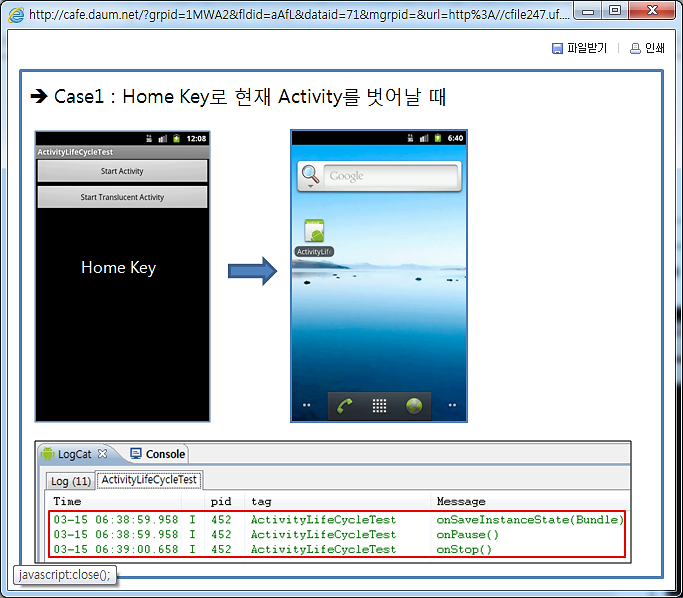 http://cafe.daum.net/?grpid=1MWA2&fldid=aAfL&dataid=71&mgrpid=&url=http%3A//cfile247.uf....
파일받기 | 인쇄
➔ Case1 : Home Key로 현재 Activity를 벗어날 때
12:08
ActivityLifeCycleTest
Start Activity
Start Translucent Activity
Home Key
6:40
Google
ActivityLife
LogCat Console
Log (11) ActivityLifeCycleTest
Time pid tag Message
03-15 06:38:59.958 I 452 ActivityLifeCycleTest onSaveInstanceState(Bundle)
03-15 06:38:59.958 I 452 ActivityLifeCycleTest onPause()
03-15 06:39:00.658 I 452 ActivityLifeCycleTest onStop()
javascript:close();